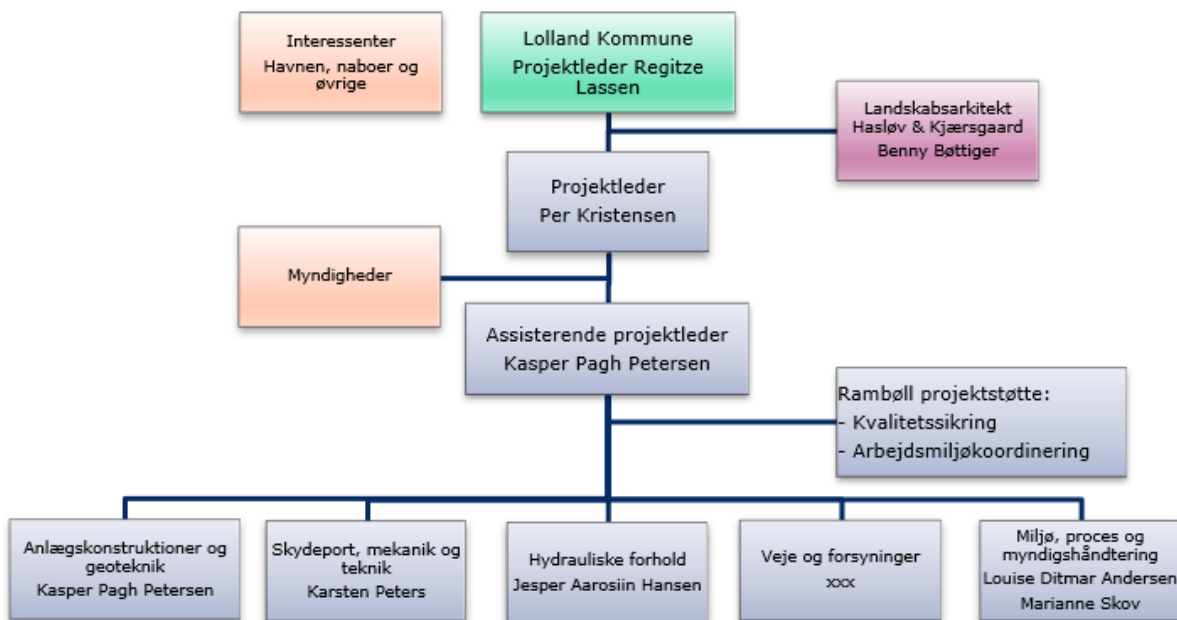 Interessenter
Havnen, naboer og
øvrige
Lolland Kommune
Projektleder Regitze
Lassen
Landskabsarkitekt
Hasløv & Kjærsgaard
Benny Bøttiger
Projektleder
Per Kristensen
Myndigheder
Assisterende projektleder
Kasper Pagh Petersen
Rambøll projektstøtte:
- Kvalitetssikring
- Arbejdsmiljøkoordinering
Anlægskonstruktioner og
geoteknik
Kasper Pagh Petersen
Skydeport, mekanik og
teknik
Karsten Peters
Hydrauliske forhold
Jesper Aarosiin Hansen
Veje og forsyninger
xxx
Miljø, proces og
myndigshåndtering
Louise Ditmar Andersen
Marianne Skov